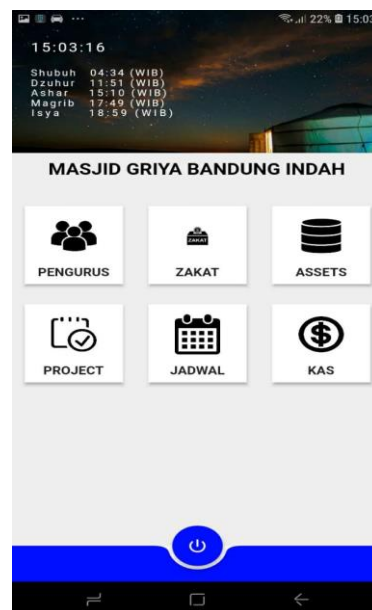 22% 15:03
15:03:16
Shubuh 04:34 (WIB)
Dzuhur 11:51 (WIB)
Ashar 15:10 (WIB)
Magrib 17:49 (WIB)
Isya 18:59 (WIB)
MASJID GRIYA BANDUNG INDAH
ZAKAT
PENGURUS ZAKAT ASSETS
PROJECT JADWAL KAS